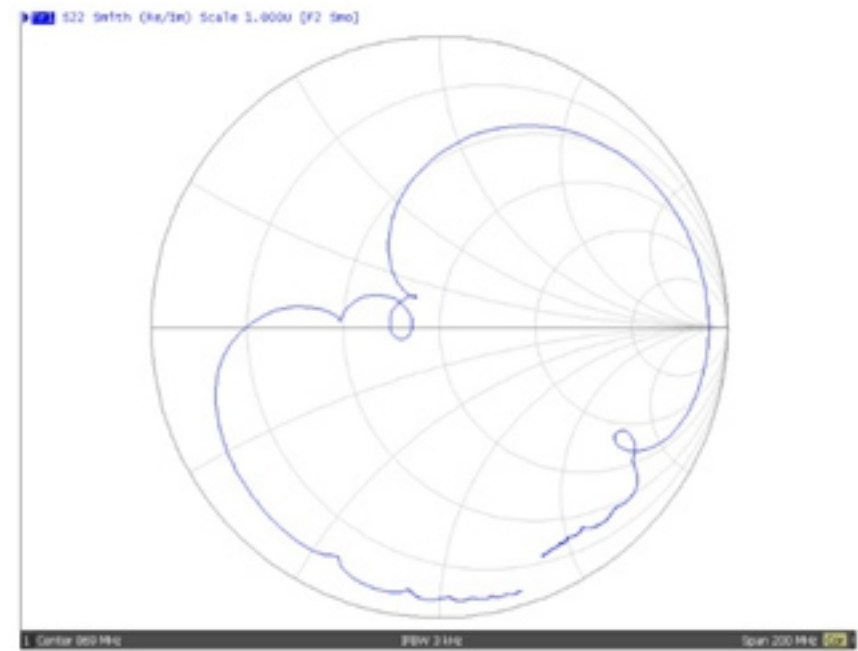 S22 Smith (Re/Im) Scale 1.000U [F2 Smo]
1 Center 869 MHz IFBW 3 kHz Span 200 MHz Cor